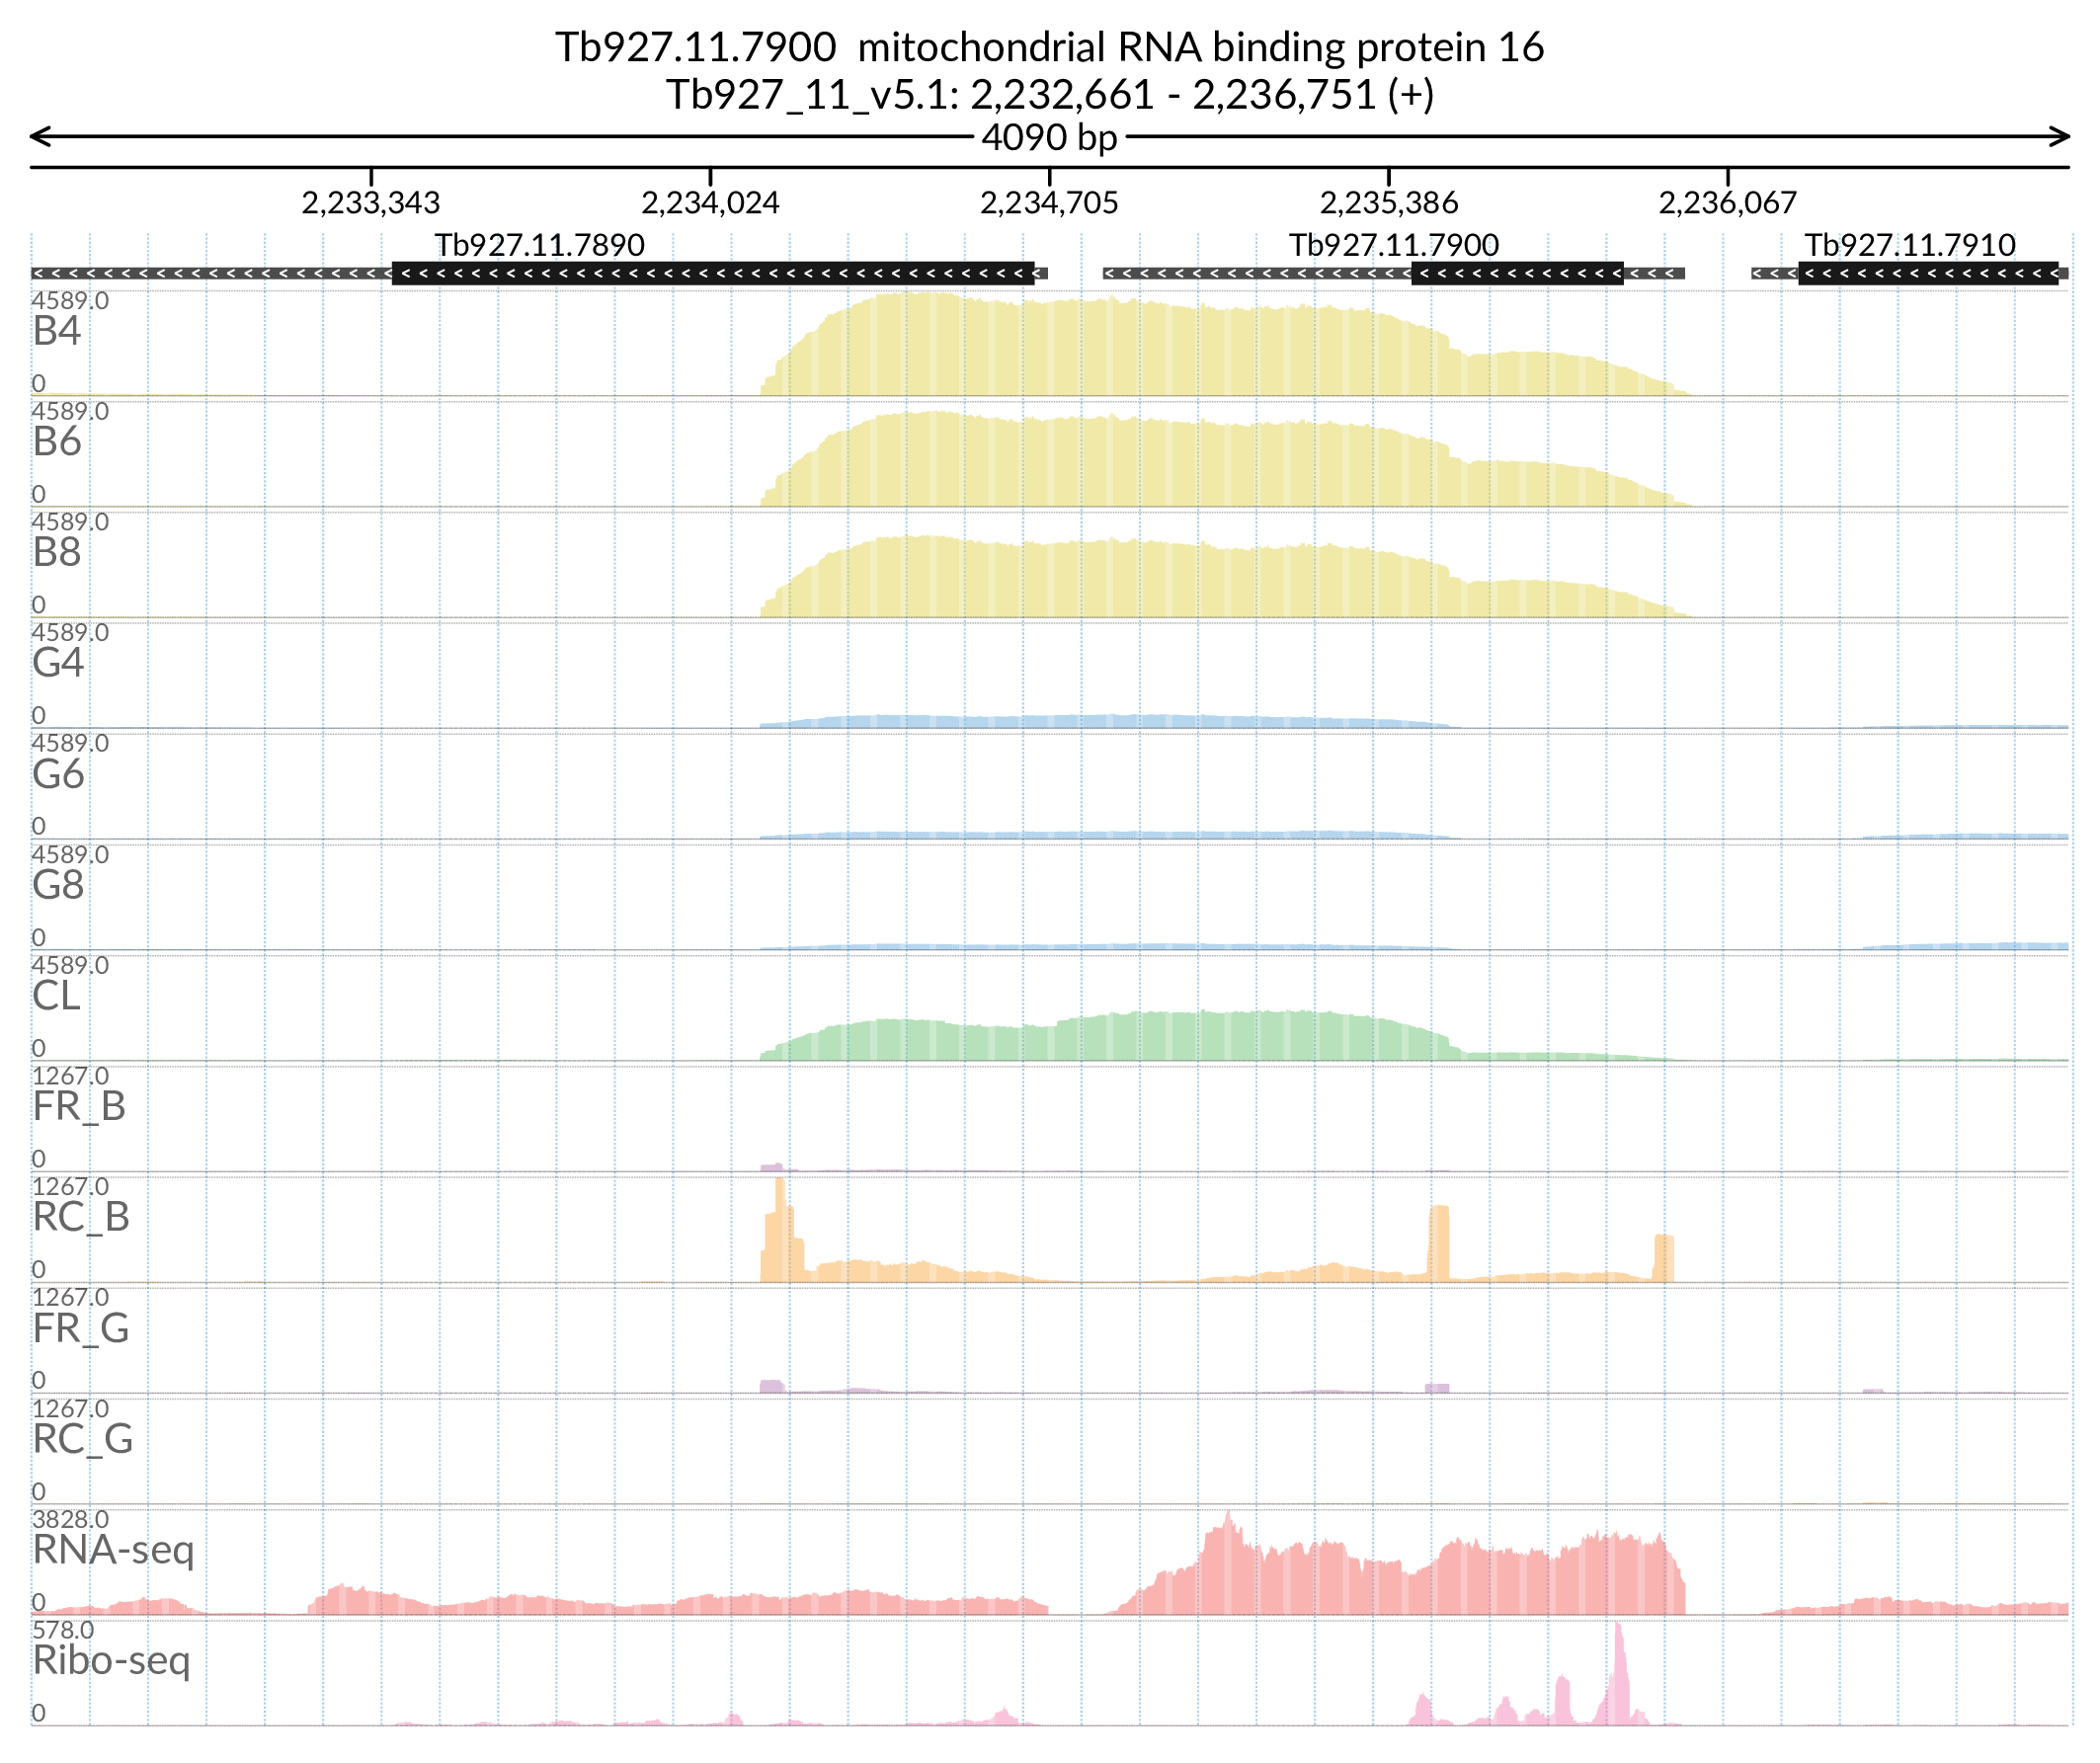 Tb927.11.7900 mitochondrial RNA binding protein 16
Tb927_11_v5.1: 2,232,661 - 2,236,751 (+)
4090 bp
2,233,343 2,234,024 2,234,705 2,235,386 2,236,067
Tb927.11.7890 Tb927.11.7900 Tb927.11.7910
4589.0
B4
0
4589.0
B6
0
4589.0
B8
0
4589.0
G4
0
4589.0
G6
0
4589.0
G8
0
4589.0
CL
0
1267.0
FR_B
0
1267.0
RC_B
0
1267.0
FR_G
0
1267.0
RC_G
0
3828.0
RNA-seq
0
578.0
Ribo-seq
0